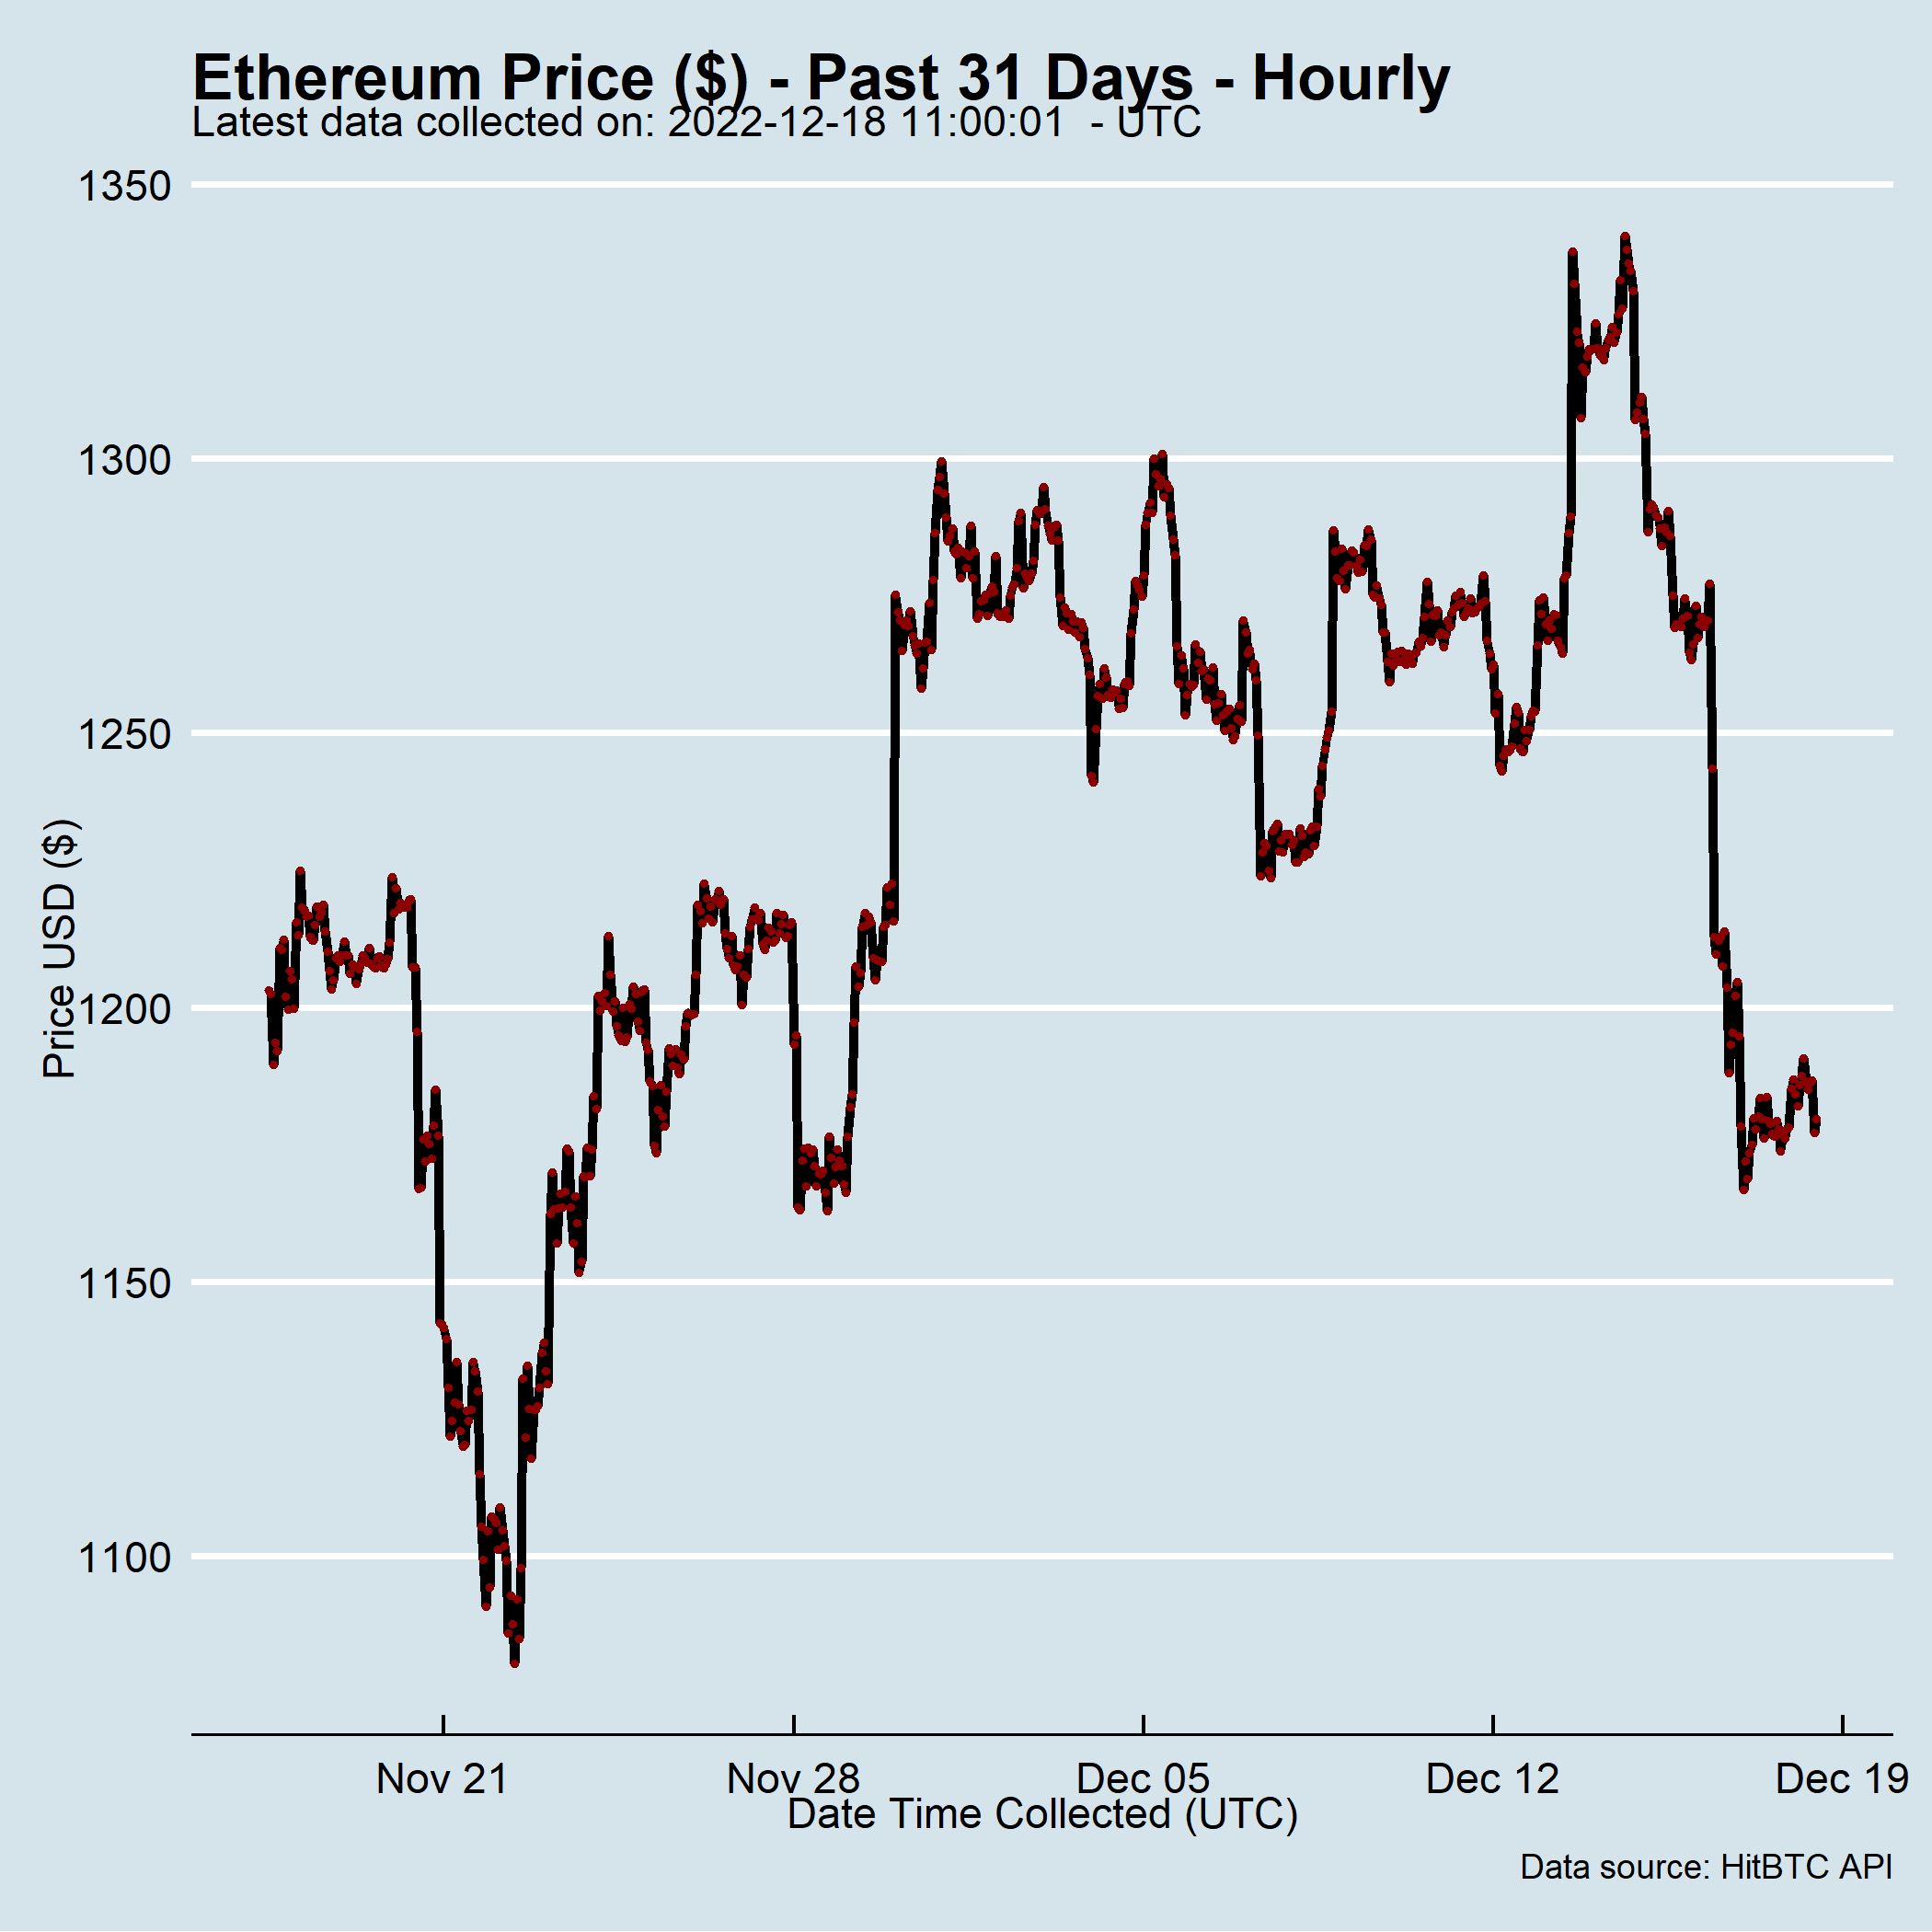 Ethereum Price ($) - Past 31 Days - Hourly
Latest data collected on: 2022-12-18 11:00:01  - UTC
1350
1300
1250
1200
1150
1100
Price USD ($)
Nov 21
Nov 28
Dec 05
Dec 12
Dec 19
Date Time Collected (UTC)
Data source: HitBTC API